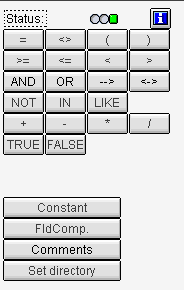 Status: i
= <> ( )
>= <= < >
AND OR --> <->
NOT IN LIKE
+ - * /
TRUE FALSE
Constant
FldComp.
Comments
Set directory